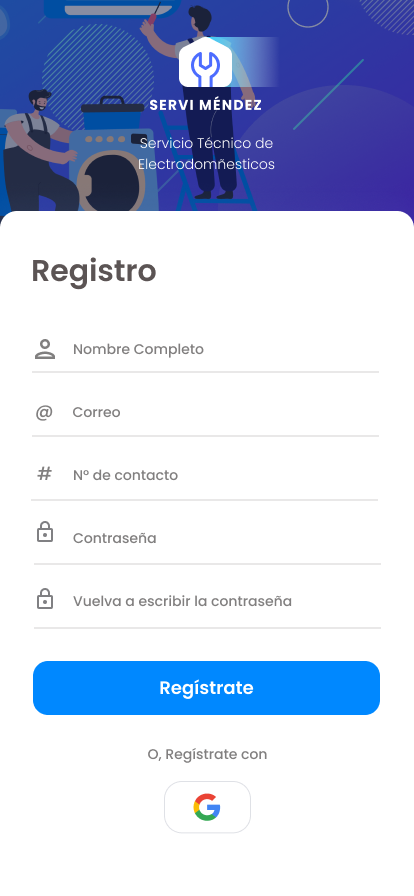 SERVI MÉNDEZ
Servicio Técnico de
Electrodomñesticos
Registro
Nombre Completo
@ Correo
# Nº de contacto
Contraseña
Vuelva a escribir la contraseña
Regístrate
O, Regístrate con
G